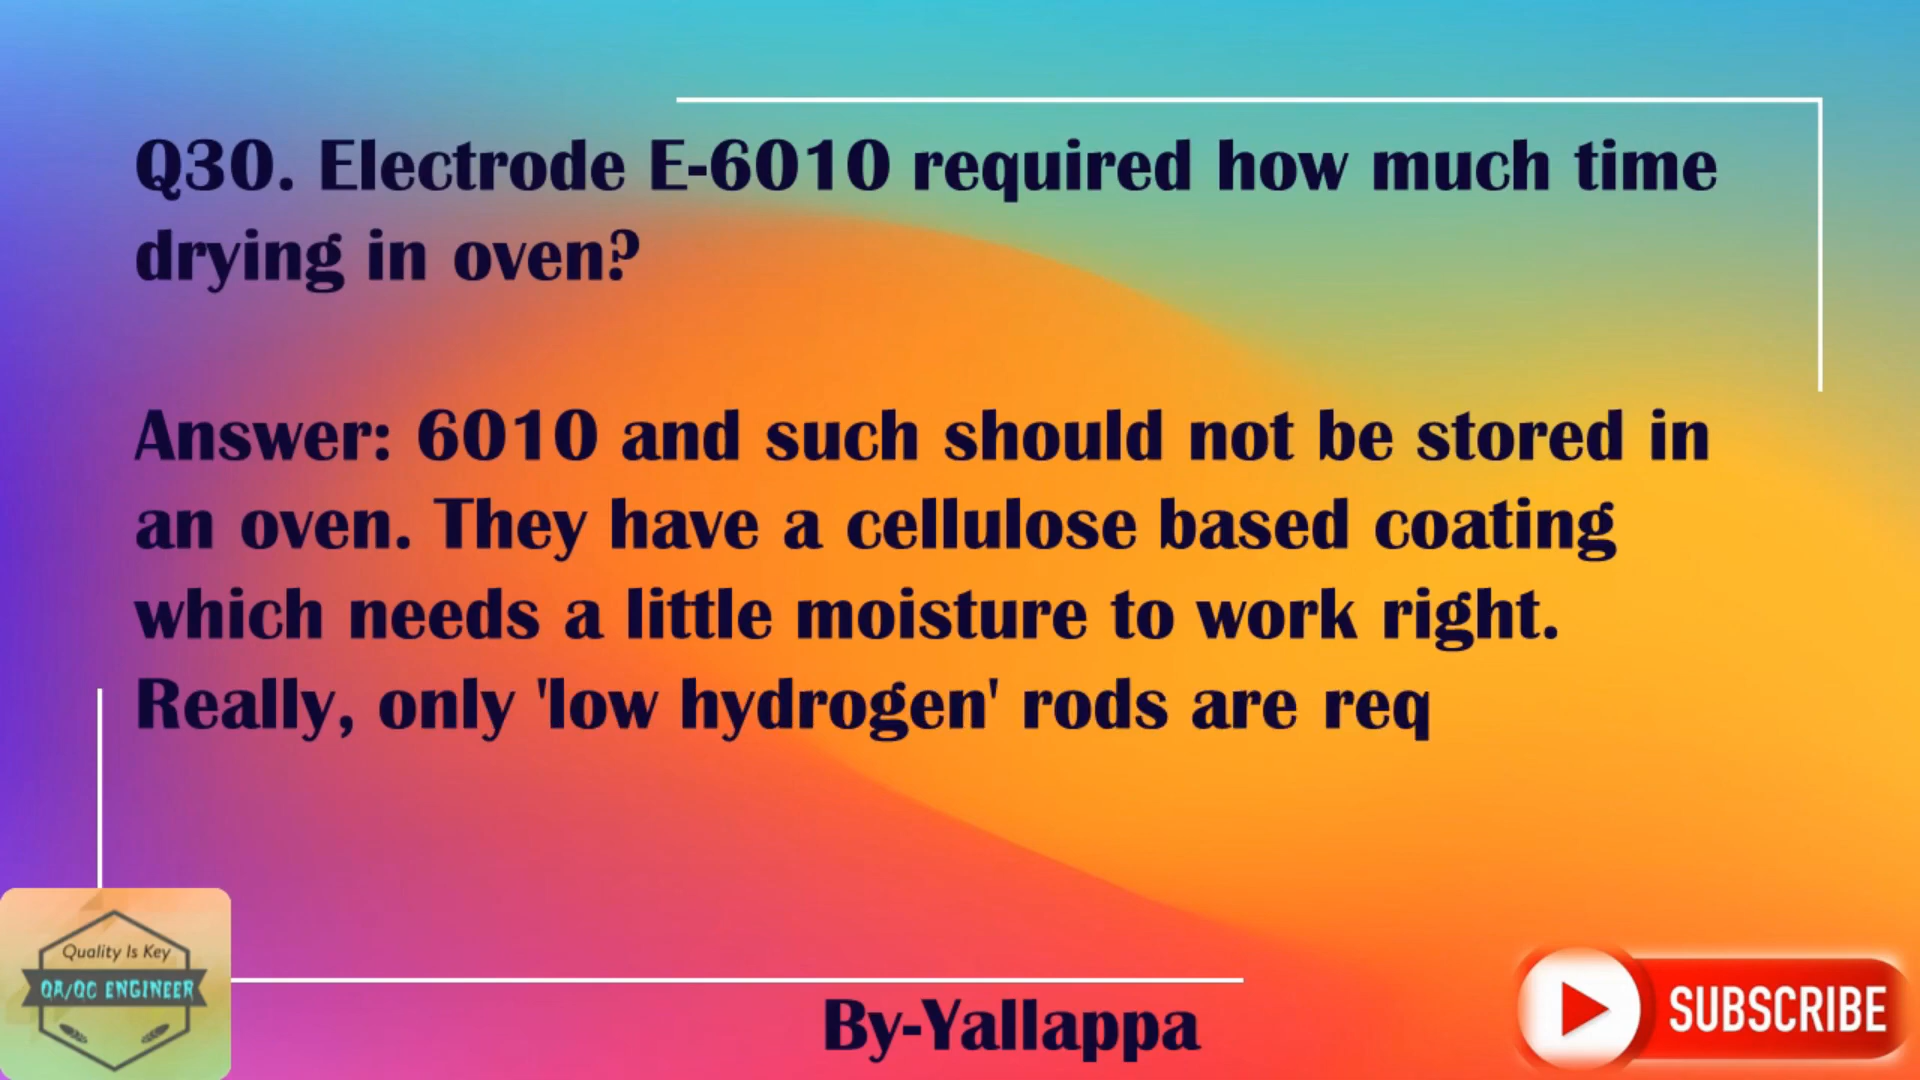 Q30. Electrode E-6010 required how much time
drying in oven?
Answer: 6010 and such should not be stored in
an oven. They have a cellulose based coating
which needs a little moisture to work right.
Really, only 'low hydrogen' rods are req
Quality Is Key
QA/QC ENGINEER
By-Yallappa
SUBSCRIBE